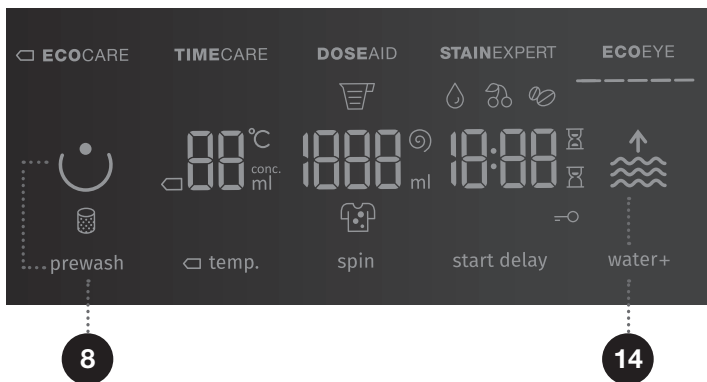 ECOCARE TIMECARE DOSEAID STAINEXPERT ECOEYE
88 °C 1888 18:88
conc. ml ml
prewash temp. spin start delay water+
8 14